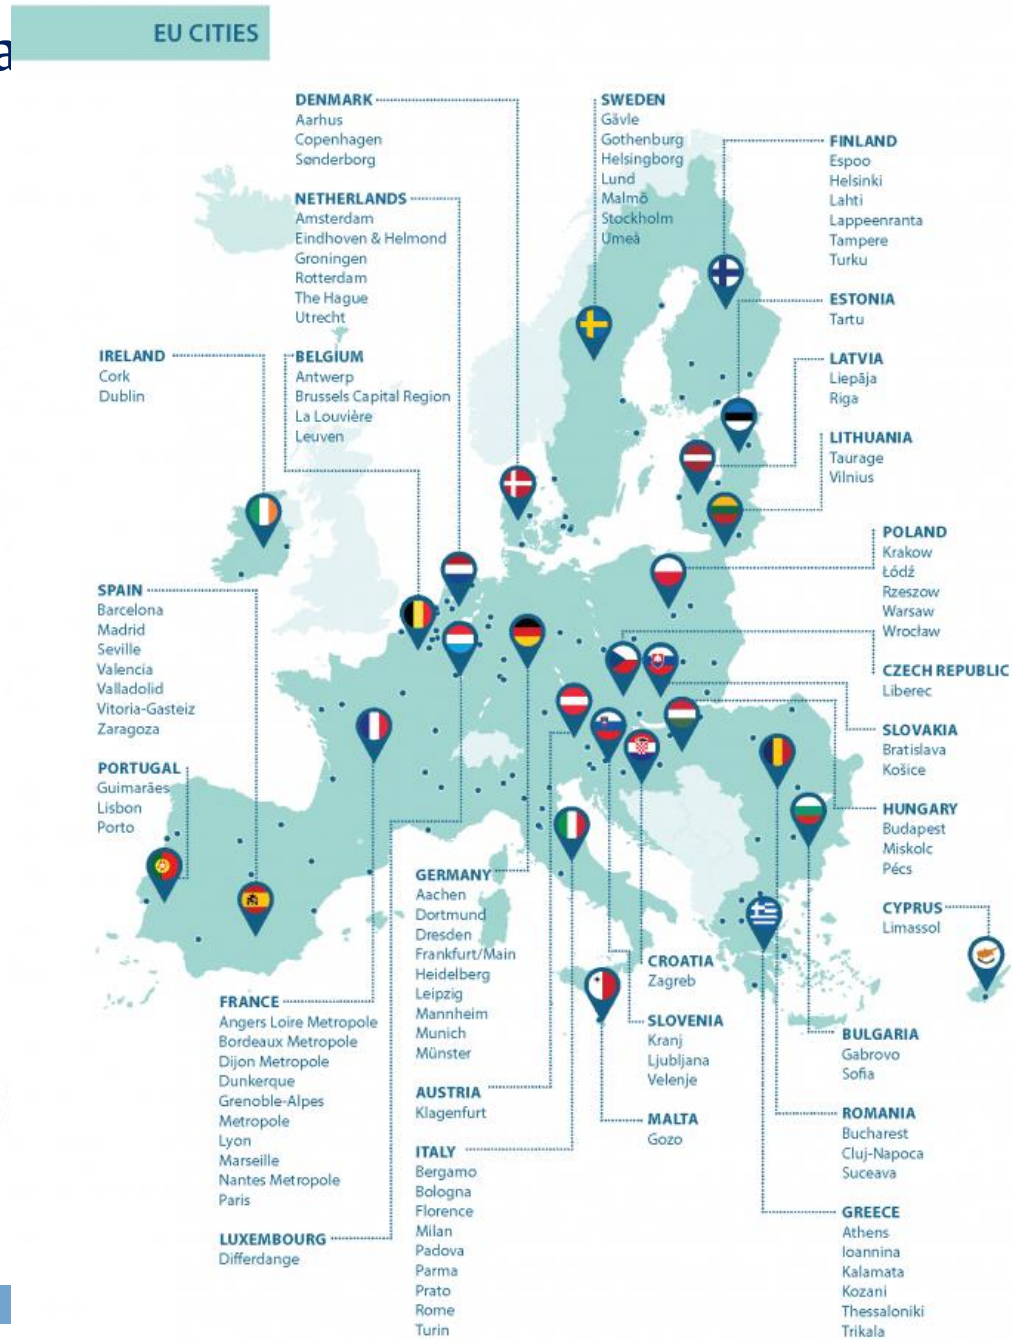 a
EU CITIES
DENMARK
Aarhus
Copenhagen
Sønderborg
SWEDEN
Gävle
Gothenburg
Helsingborg
Lund
Malmö
Stockholm
Umeå
FINLAND
Espoo
Helsinki
Lahti
Lappeenranta
Tampere
Turku
NETHERLANDS
Amsterdam
Eindhoven & Helmond
Groningen
Rotterdam
The Hague
Utrecht
ESTONIA
Tartu
IRELAND
Cork
Dublin
BELGIUM
Antwerp
Brussels Capital Region
La Louvière
Leuven
LATVIA
Liepāja
Riga
LITHUANIA
Taurage
Vilnius
POLAND
Krakow
Łódź
Rzeszow
Warsaw
Wrocław
SPAIN
Barcelona
Madrid
Seville
Valencia
Valladolid
Vitoria-Gasteiz
Zaragoza
CZECH REPUBLIC
Liberec
SLOVAKIA
Bratislava
Košice
PORTUGAL
Guimarães
Lisbon
Porto
HUNGARY
Budapest
Miskolc
Pécs
GERMANY
Aachen
Dortmund
Dresden
Frankfurt/Main
Heidelberg
Leipzig
Mannheim
Munich
Münster
CYPRUS
Limassol
CROATIA
Zagreb
FRANCE
Angers Loire Metropole
Bordeaux Metropole
Dijon Metropole
Dunkerque
Grenoble-Alpes
Metropole
Lyon
Marseille
Nantes Metropole
Paris
SLOVENIA
Kranj
Ljubljana
Velenje
BULGARIA
Gabrovo
Sofia
AUSTRIA
Klagenfurt
MALTA
Gozo
ROMANIA
Bucharest
Cluj-Napoca
Suceava
ITALY
Bergamo
Bologna
Florence
Milan
Padova
Parma
Prato
Rome
Turin
GREECE
Athens
Ioannina
Kalamata
Kozani
Thessaloniki
Trikala
LUXEMBOURG
Differdange